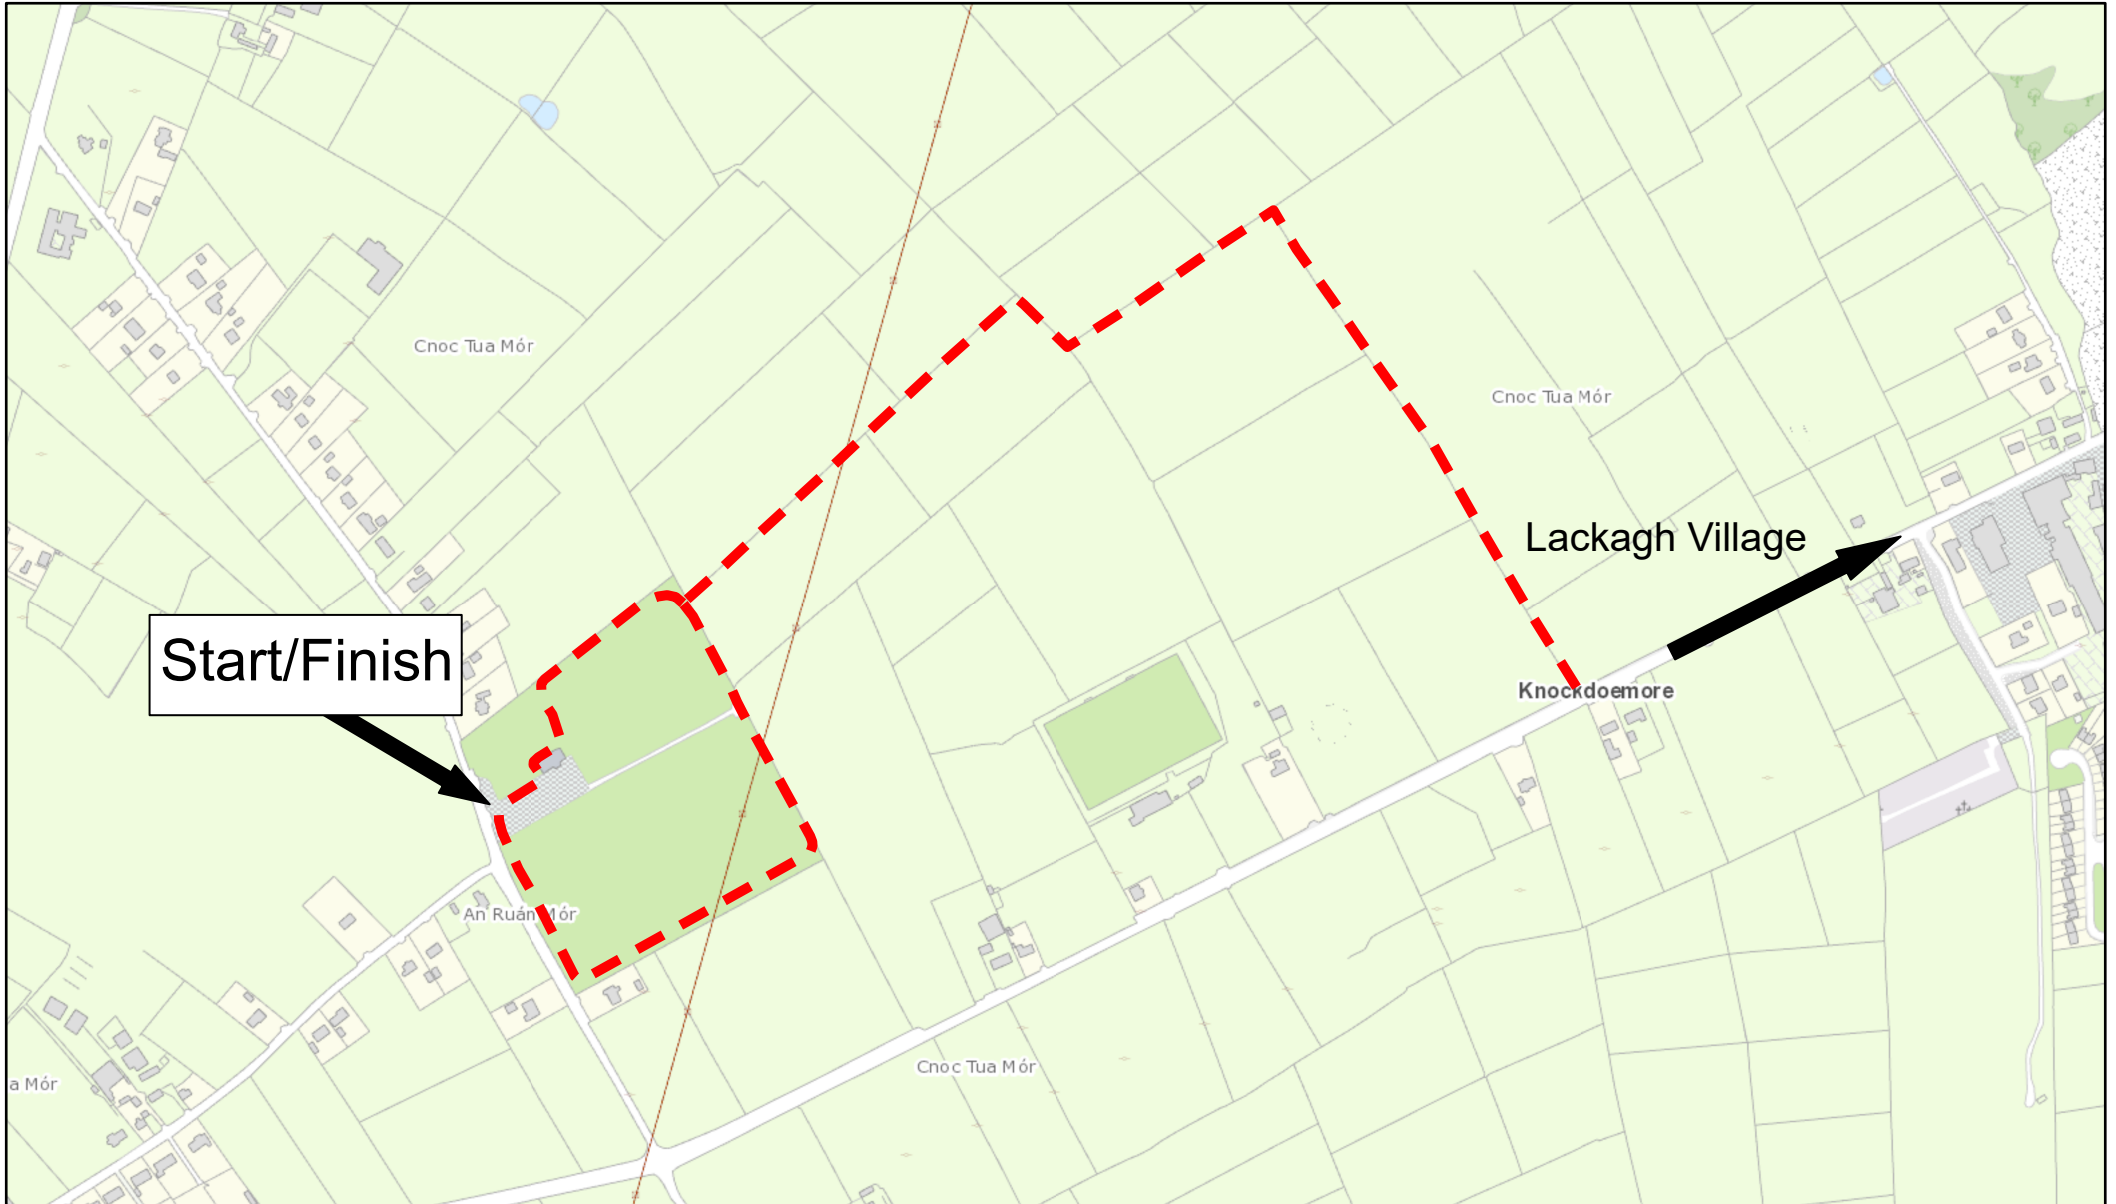 Cnoc Tua Mór
Cnoc Tua Mór
Lackagh Village
Start/Finish
Knockdoemore
An Ruán Mór
Cnoc Tua Mór
a Mór